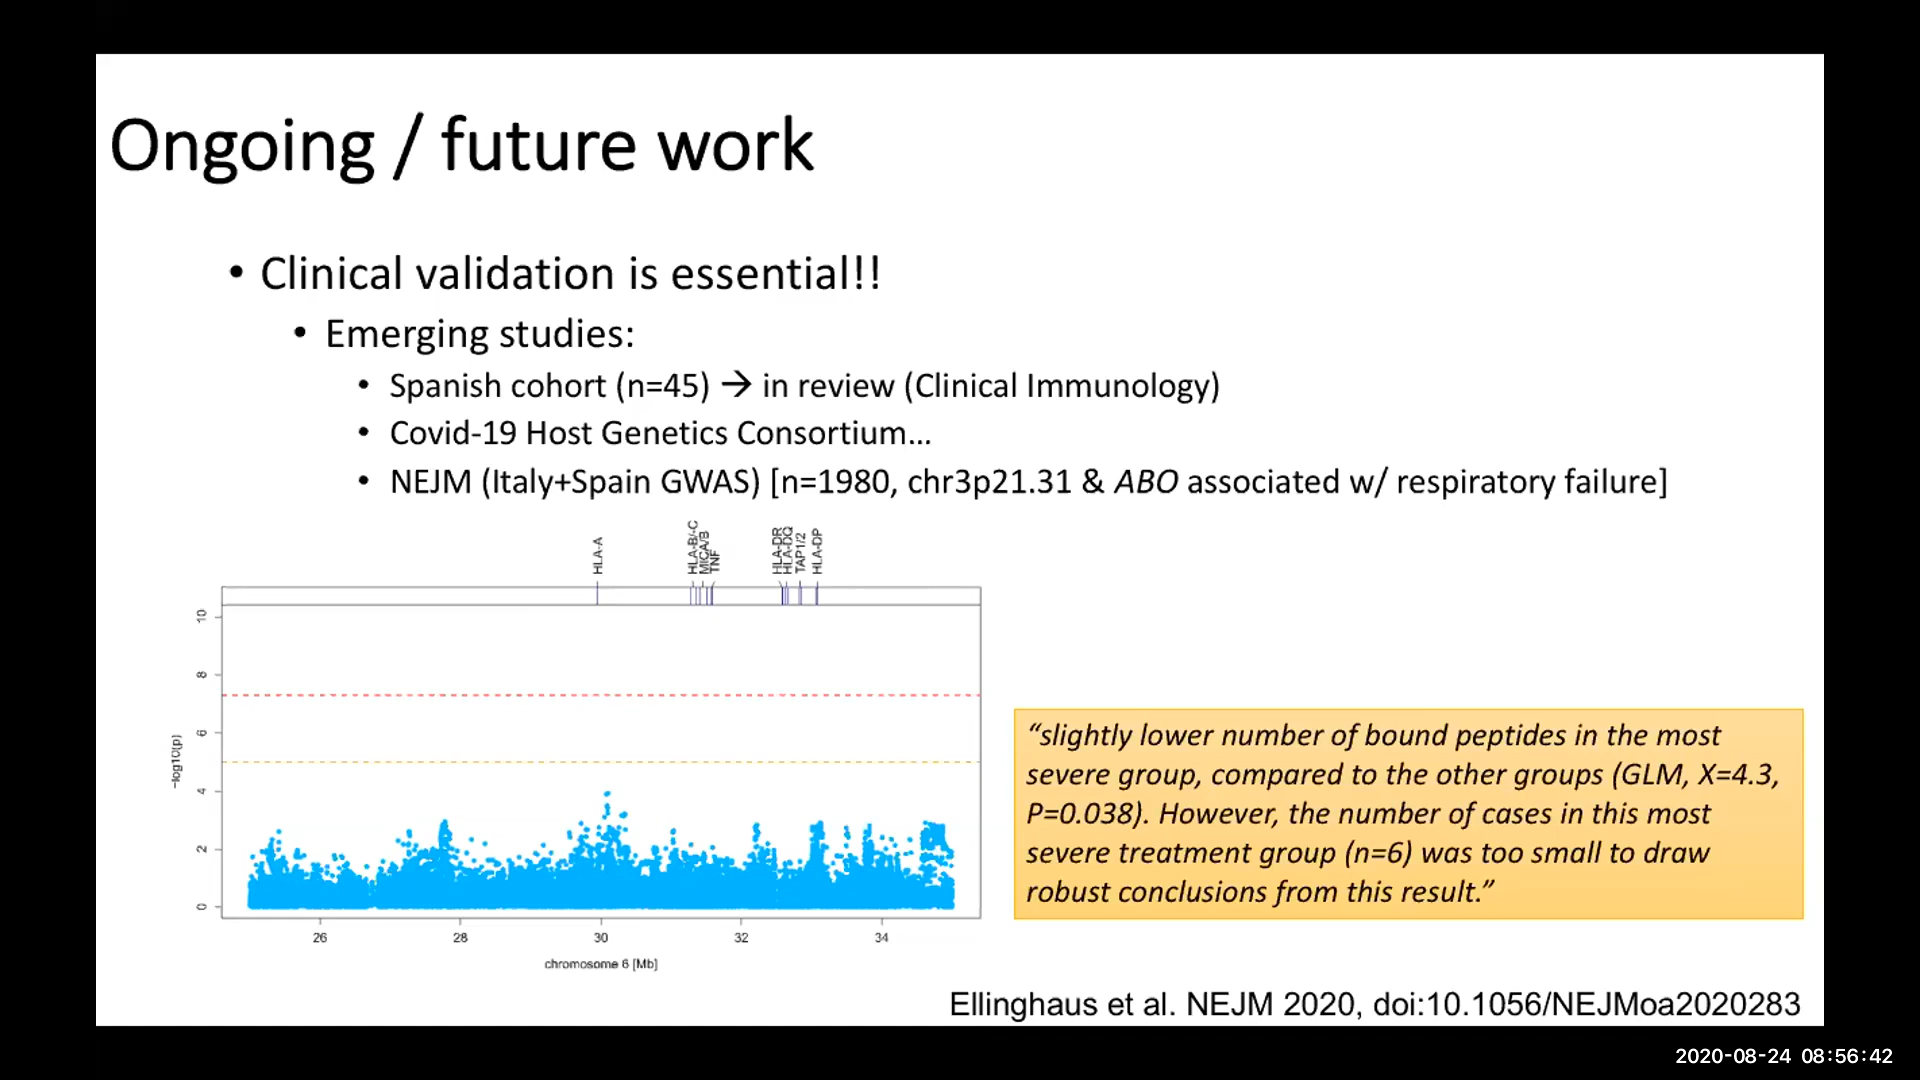 Ongoing / future work
• Clinical validation is essential!!
• Emerging studies:
• Spanish cohort (n=45) → in review (Clinical Immunology)
• Covid-19 Host Genetics Consortium…
• NEJM (Italy+Spain GWAS) [n=1980, chr3p21.31 & ABO associated w/ respiratory failure]
HLA-A
HLA-B/-C
MICA/B
TNF
HLA-DR
HLA-DQ
TAP1/2
HLA-DP
10
8
6
4
2
0
−log10(p)
26 28 30 32 34
chromosome 6 [Mb]
“slightly lower number of bound peptides in the most
severe group, compared to the other groups (GLM, X=4.3,
P=0.038). However, the number of cases in this most
severe treatment group (n=6) was too small to draw
robust conclusions from this result.”
Ellinghaus et al. NEJM 2020, doi:10.1056/NEJMoa2020283
2020-08-24 08:56:42